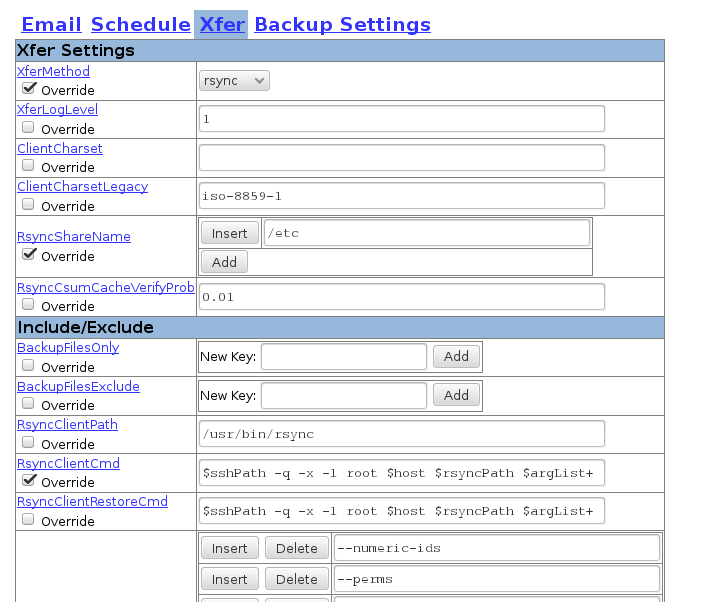 Email Schedule Xfer Backup Settings
Xfer Settings
XferMethod
Override
rsync
XferLogLevel
Override
1
ClientCharset
Override
ClientCharsetLegacy
Override
iso-8859-1
RsyncShareName
Override
Insert /etc
Add
RsyncCsumCacheVerifyProb
Override
0.01
Include/Exclude
BackupFilesOnly
Override
New Key: Add
BackupFilesExclude
Override
New Key: Add
RsyncClientPath
Override
/usr/bin/rsync
RsyncClientCmd
Override
$sshPath -q -x -l root $host $rsyncPath $argList+
RsyncClientRestoreCmd
Override
$sshPath -q -x -l root $host $rsyncPath $argList+
Insert Delete --numeric-ids
Insert Delete --perms